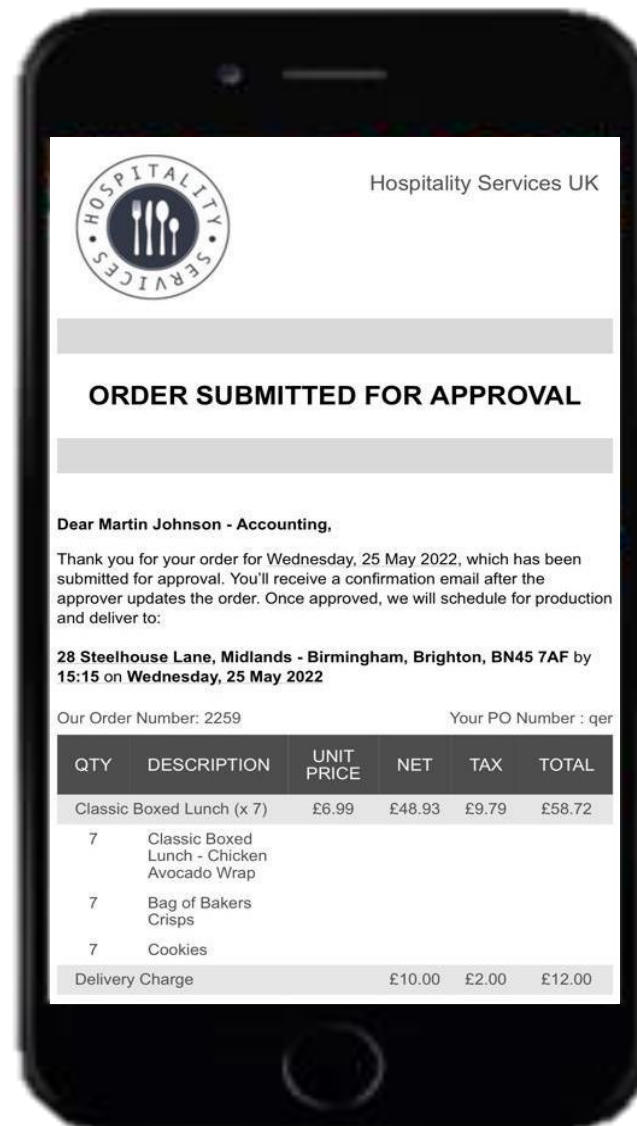 HOSPITALITY
SERVICES
Hospitality Services UK
ORDER SUBMITTED FOR APPROVAL
Dear Martin Johnson - Accounting,
Thank you for your order for Wednesday, 25 May 2022, which has been
submitted for approval. You'll receive a confirmation email after the
approver updates the order. Once approved, we will schedule for production
and deliver to:
28 Steelhouse Lane, Midlands - Birmingham, Brighton, BN45 7AF by
15:15 on Wednesday, 25 May 2022
Our Order Number: 2259 Your PO Number : qer
QTY DESCRIPTION UNIT PRICE NET TAX TOTAL
Classic Boxed Lunch (x 7) £6.99 £48.93 £9.79 £58.72
7 Classic Boxed
Lunch - Chicken
Avocado Wrap
7 Bag of Bakers
Crisps
7 Cookies
Delivery Charge £10.00 £2.00 £12.00